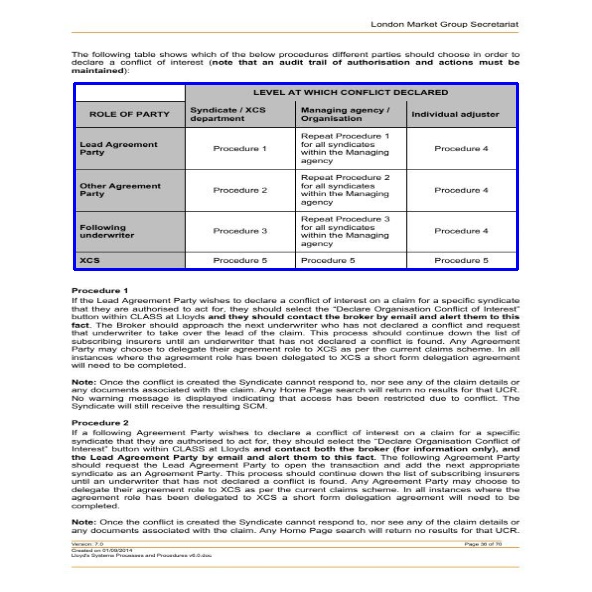 London Market Group Secretariat
The following table shows which of the below procedures different parties should choose in order to
declare a conflict of interest (note that an audit trail of authorisation and actions must be
maintained):
LEVEL AT WHICH CONFLICT DECLARED
ROLE OF PARTY
Syndicate / XCS
department
Managing agency /
Organisation
Individual adjuster
Lead Agreement
Party
Procedure 1
Repeat Procedure 1
for all syndicates
within the Managing
agency
Procedure 4
Other Agreement
Party
Procedure 2
Repeat Procedure 2
for all syndicates
within the Managing
agency
Procedure 4
Following
underwriter
Procedure 3
Repeat Procedure 3
for all syndicates
within the Managing
agency
Procedure 4
XCS
Procedure 5
Procedure 5
Procedure 5
Procedure 1
If the Lead Agreement Party wishes to declare a conflict of interest on a claim for a specific syndicate
that they are authorised to act for, they should select the "Declare Organisation Conflict of Interest"
button within CLASS at Lloyds and they should contact the broker by email and alert them to this
fact. The Broker should approach the next underwriter who has not declared a conflict and request
that underwriter to take over the lead of the claim. This process should continue down the list of
subscribing insurers until an underwriter that has not declared a conflict is found. Any Agreement
Party may choose to delegate their agreement role to XCS as per the current claims scheme. In all
instances where the agreement role has been delegated to XCS a short form delegation agreement
will need to be completed.
Note: Once the conflict is created the Syndicate cannot respond to, nor see any of the claim details or
any documents associated with the claim. Any Home Page search will return no results for that UCR.
No warning message is displayed indicating that access has been restricted due to conflict. The
Syndicate will still receive the resulting SCM.
Procedure 2
If a following Agreement Party wishes to declare a conflict of interest on a claim for a specific
syndicate that they are authorised to act for, they should select the "Declare Organisation Conflict of
Interest" button within CLASS at Lloyds and contact both the broker (for information only), and
the Lead Party by email and alert them to this fact. The following Agreement Party
should request the Lead Agreement Party to open the transaction and add the next appropriate
syndicate as an Agreement Party. This process should continue down the list of subscribing insurers
until an underwriter that has not declared a conflict is found. Any Agreement Party may choose to
delegate their agreement role to XCS as per the current claims scheme. In all instances where the
agreement role has been delegated to XCS a short form delegation agreement will need to be
completed.
Note: Once the conflict is created the Syndicate cannot respond to, nor see any of the claim details or
any documents associated with the claim. Any Home Page search will return no results for that UCR.
Version: 7.0 Page 36 of 76
Created on 01/09/2014
Lloyd's Systems Processes and Procedures v6.0.doc